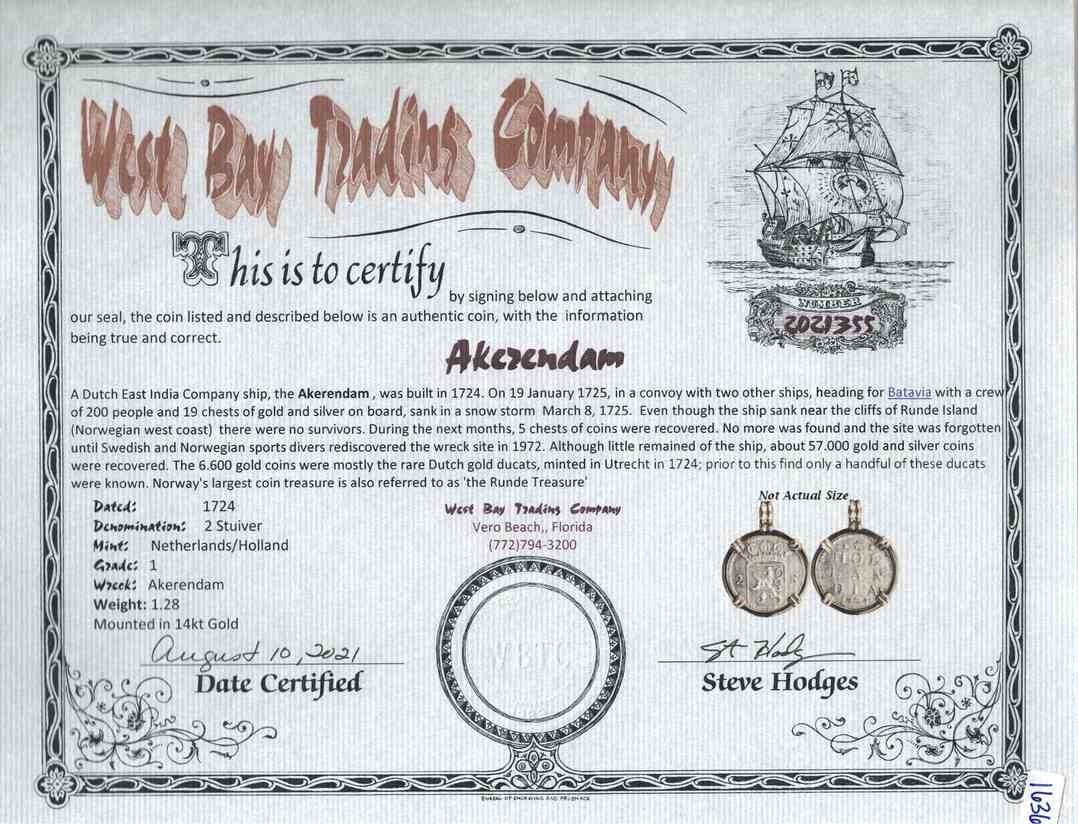 West Bay Trading Company
This is to certify
by signing below and attaching
our seal, the coin listed and described below is an authentic coin, with the information
being true and correct.
NUMBER
2021355
Akerendam
A Dutch East India Company ship, the Akerendam , was built in 1724. On 19 January 1725, in a convoy with two other ships, heading for Batavia with a crew
of 200 people and 19 chests of gold and silver on board, sank in a snow storm March 8, 1725. Even though the ship sank near the cliffs of Runde Island
(Norwegian west coast) there were no survivors. During the next months, 5 chests of coins were recovered. No more was found and the site was forgotten
until Swedish and Norwegian sports divers rediscovered the wreck site in 1972. Although little remained of the ship, about 57.000 gold and silver coins
were recovered. The 6.600 gold coins were mostly the rare Dutch gold ducats, minted in Utrecht in 1724; prior to this find only a handful of these ducats
were known. Norway's largest coin treasure is also referred to as 'the Runde Treasure'
Dated: 1724
Denomination: 2 Stuiver
Mint: Netherlands/Holland
Grade: 1
Wreck: Akerendam
Weight: 1.28
Mounted in 14kt Gold
West Bay Trading Company
Vero Beach,, Florida
(772)794-3200
Not Actual Size
WBTC
August 10, 2021
Date Certified
Steve Hodges
BUREAU OF ENGRAVING AND
1636